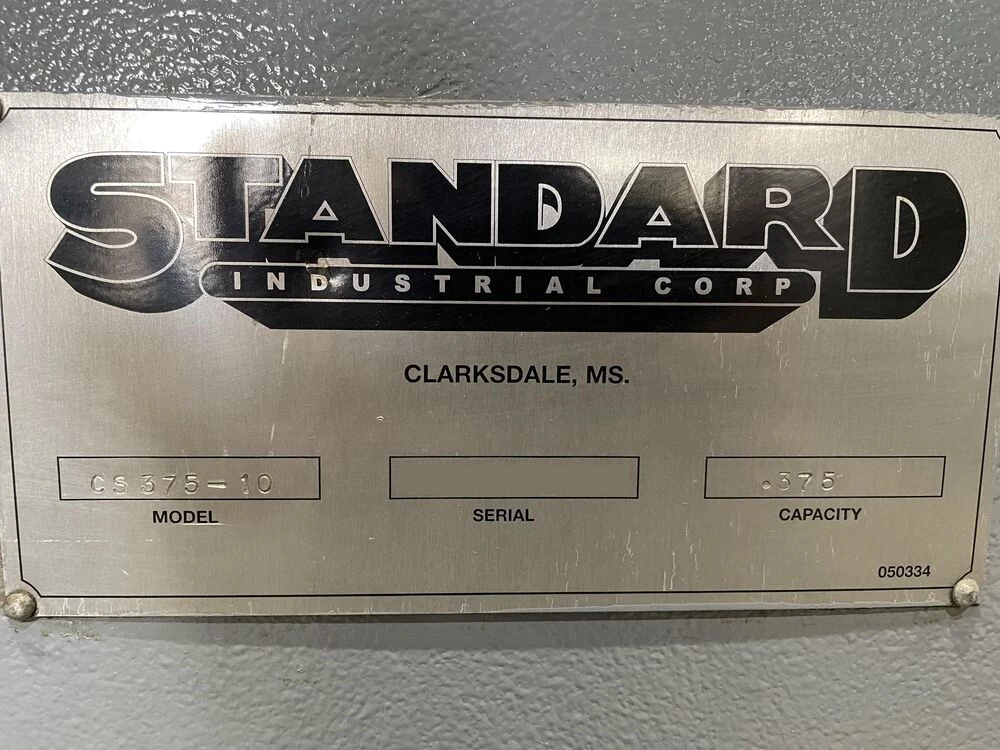 STANDARD
INDUSTRIAL CORP
CLARKSDALE, MS.
CS375-10 .375
MODEL SERIAL CAPACITY
050334